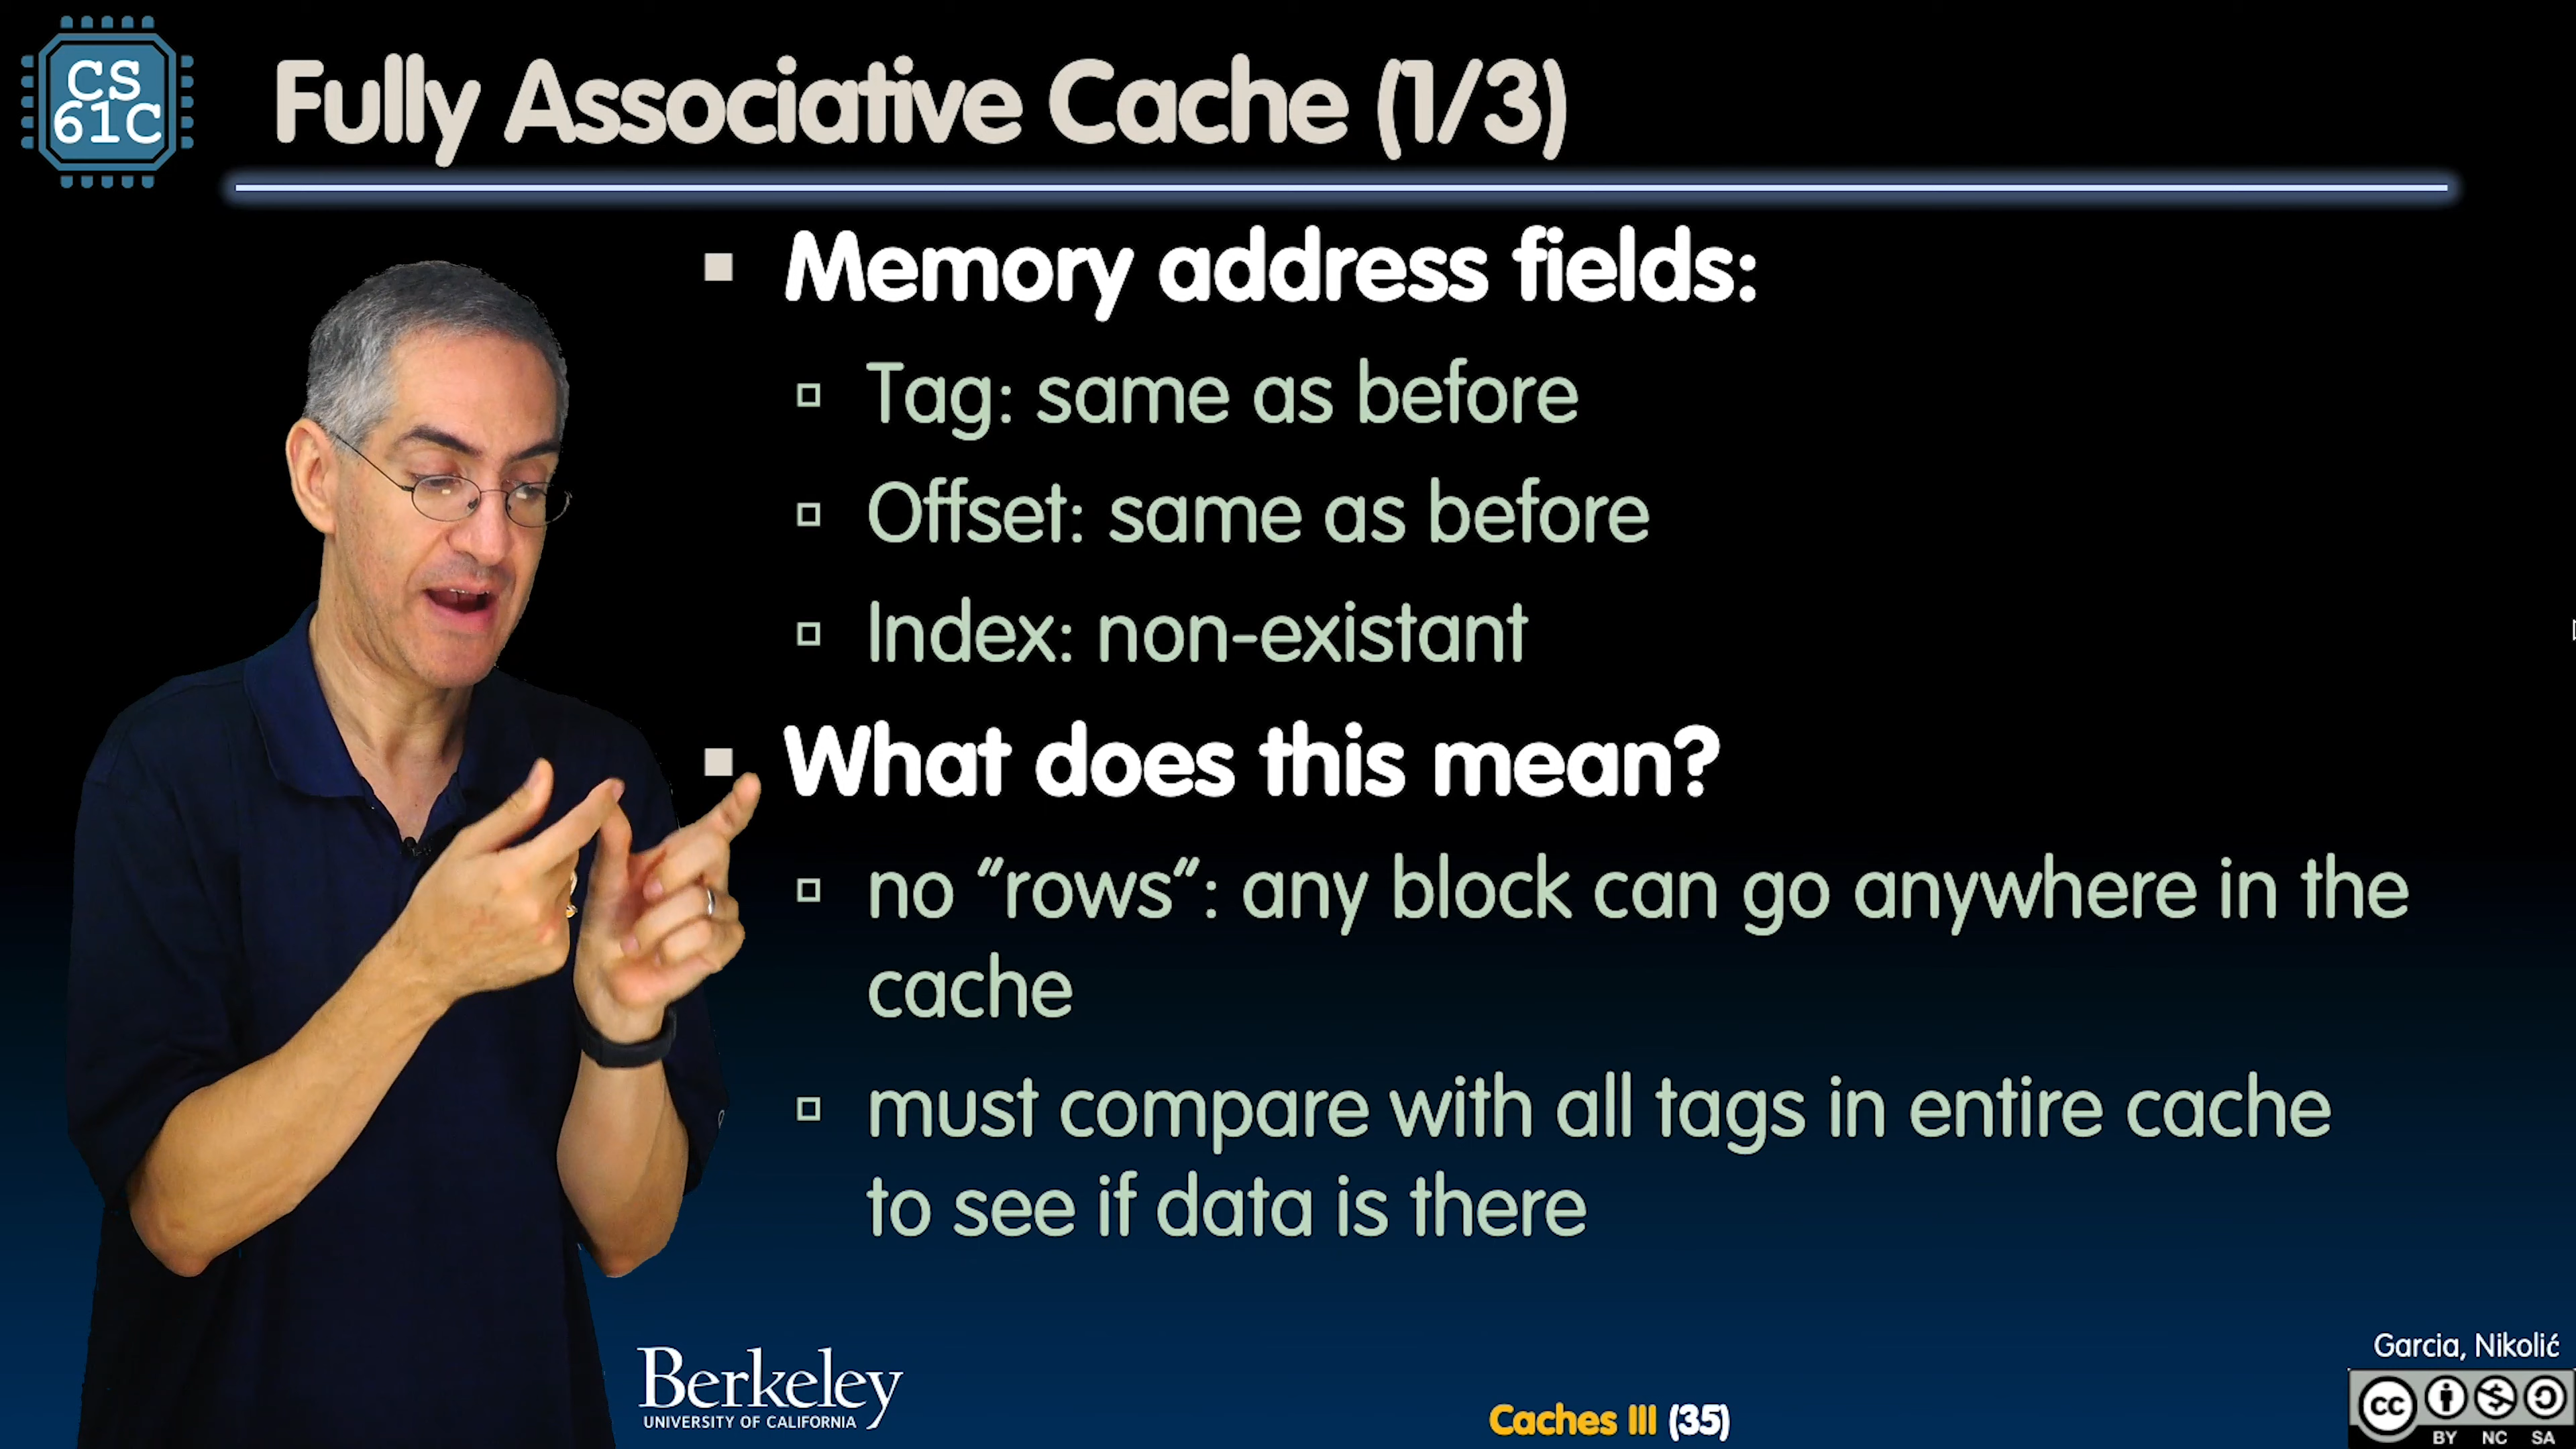 CS
61C
Fully Associative Cache (1/3)
Memory address fields:
Tag: same as before
Offset: same as before
Index: non-existant
What does this mean?
no “rows”: any block can go anywhere in the
cache
must compare with all tags in entire cache
to see if data is there
Berkeley
UNIVERSITY OF CALIFORNIA
Caches III (35)
Garcia, Nikolić
cc
BY NC SA